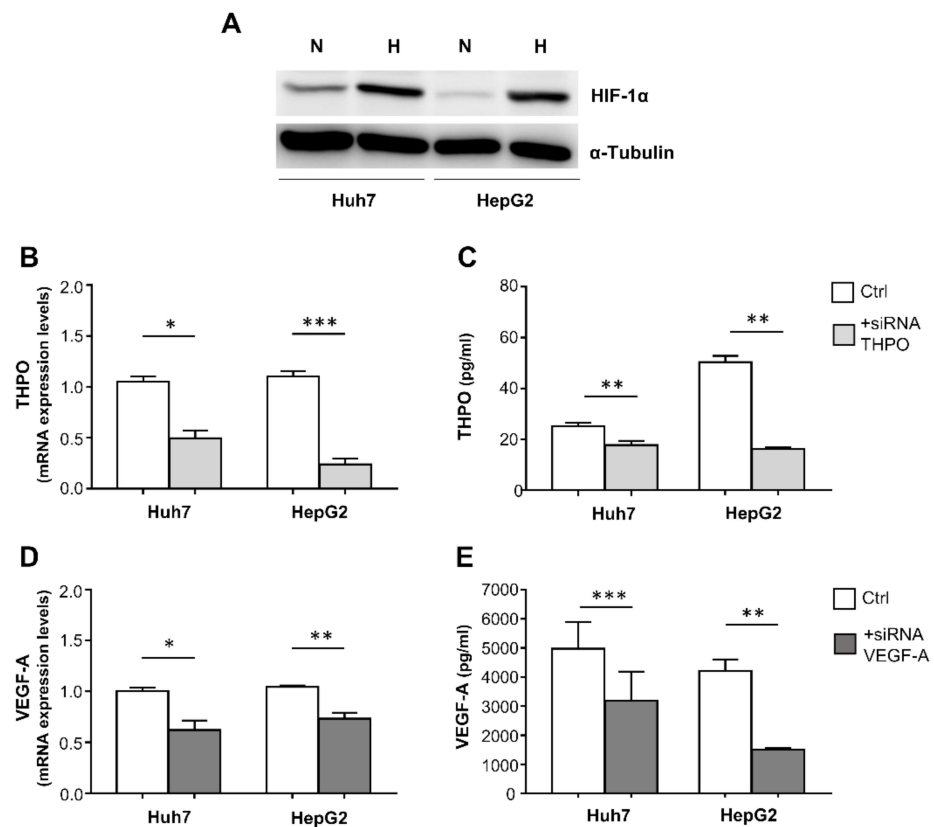 A
N H N H
HIF-1α
α-Tubulin
Huh7 HepG2
B
THPO
(mRNA expression levels)
2.0
1.5
1.0
0.5
0.0
* ***
Huh7 HepG2
C
THPO (pg/ml)
80
60
40
20
0
** **
Huh7 HepG2
Ctrl
+siRNA
THPO
D
VEGF-A
(mRNA expression levels)
2.0
1.5
1.0
0.5
0.0
* **
Huh7 HepG2
E
VEGF-A (pg/ml)
7000
6000
5000
4000
3000
2000
1000
0
*** **
Huh7 HepG2
Ctrl
+siRNA
VEGF-A